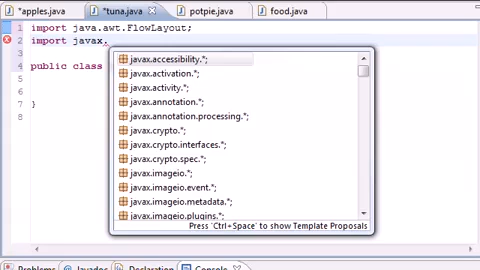 *apples.java *tuna.java potpie.java food.java
1 import java.awt.FlowLayout;
2 import javax.
3
4 public class
5
6
7 }
8
javax.accessibility.*;
javax.activation.*;
javax.activity.*;
javax.annotation.*;
javax.annotation.processing.*;
javax.crypto.*;
javax.crypto.interfaces.*;
javax.crypto.spec.*;
javax.imageio.*;
javax.imageio.event.*;
javax.imageio.metadata.*;
javax.imageio.plugins.*;
Press 'Ctrl+Space' to show Template Proposals
Problems @ Javadoc Declaration Console